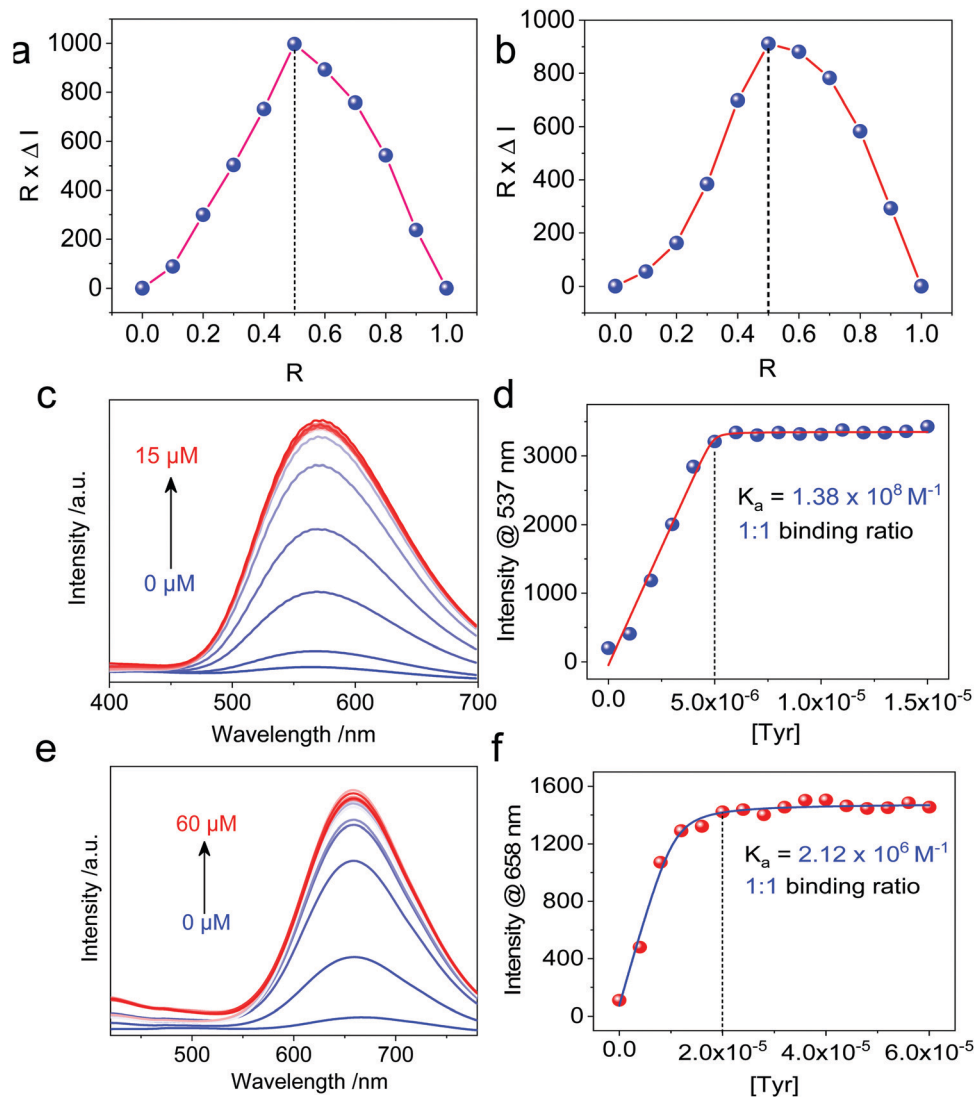 a
1000
800
600
400
200
0
R x Δ I
0.0 0.2 0.4 0.6 0.8 1.0
R
b
1000
800
600
400
200
0
R x Δ I
0.0 0.2 0.4 0.6 0.8 1.0
R
c
15 μM
0 μM
Intensity /a.u.
400 500 600 700
Wavelength /nm
d
3000
2000
1000
0
Intensity @ 537 nm
Kₐ = 1.38 x 10⁸ M⁻¹
1:1 binding ratio
0.0 5.0x10⁻⁶ 1.0x10⁻⁵ 1.5x10⁻⁵
[Tyr]
e
60 μM
0 μM
Intensity /a.u.
500 600 700
Wavelength /nm
f
1600
1200
800
400
0
Intensity @ 658 nm
Kₐ = 2.12 x 10⁶ M⁻¹
1:1 binding ratio
0.0 2.0x10⁻⁵ 4.0x10⁻⁵ 6.0x10⁻⁵
[Tyr]